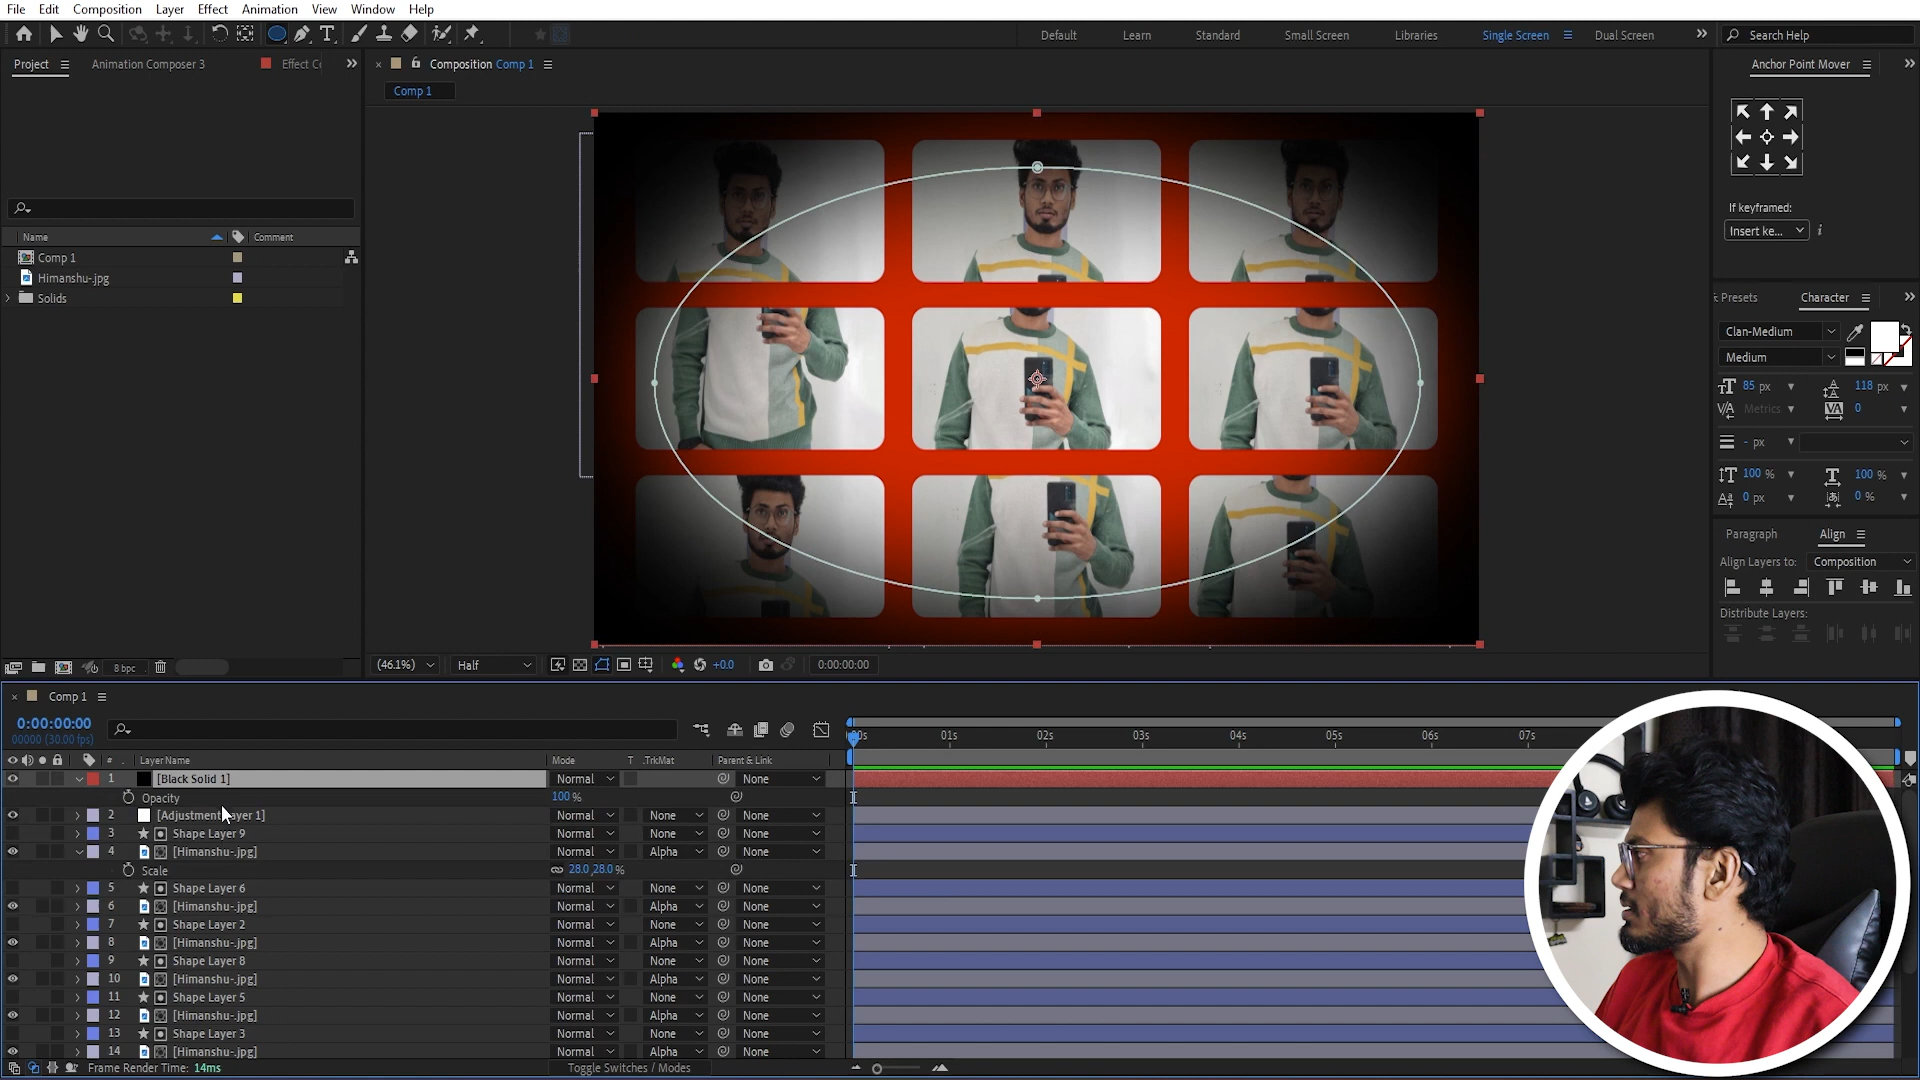 File Edit Composition Layer Effect Animation View Window Help
Default Learn Standard Small Screen Libraries Single Screen Dual Screen Search Help
Project Animation Composer 3 Effect Cc
Composition Comp 1
Anchor Point Mover
Comp 1
If keyframed:
Insert ke...
Name Comment
Comp 1
Himanshu-.jpg
Solids
Presets Character
Clan-Medium
Medium
85 px 118 px
Metrics 0
- px
100 % 100 %
0 px 0 %
Paragraph Align
Align Layers to: Composition
Distribute Layers:
8 bpc
(46.1%) Half +0.0 0:00:00:00
Comp 1
0:00:00:00
00000 (30.00 fps)
01s 02s 03s 04s 05s 06s 07s
# Layer Name Mode T .TrkMat Parent & Link
1 [Black Solid 1] Normal None
Opacity 100 %
2 [Adjustment Layer 1] Normal None None
3 Shape Layer 9 Normal None None
4 [Himanshu-.jpg] Normal Alpha None
Scale 28.0,28.0 %
5 Shape Layer 6 Normal None None
6 [Himanshu-.jpg] Normal Alpha None
7 Shape Layer 2 Normal None None
8 [Himanshu-.jpg] Normal Alpha None
9 Shape Layer 8 Normal None None
10 [Himanshu-.jpg] Normal Alpha None
11 Shape Layer 5 Normal None None
12 [Himanshu-.jpg] Normal Alpha None
13 Shape Layer 3 Normal None None
14 [Himanshu-.jpg] Normal Alpha None
Frame Render Time: 14ms Toggle Switches / Modes